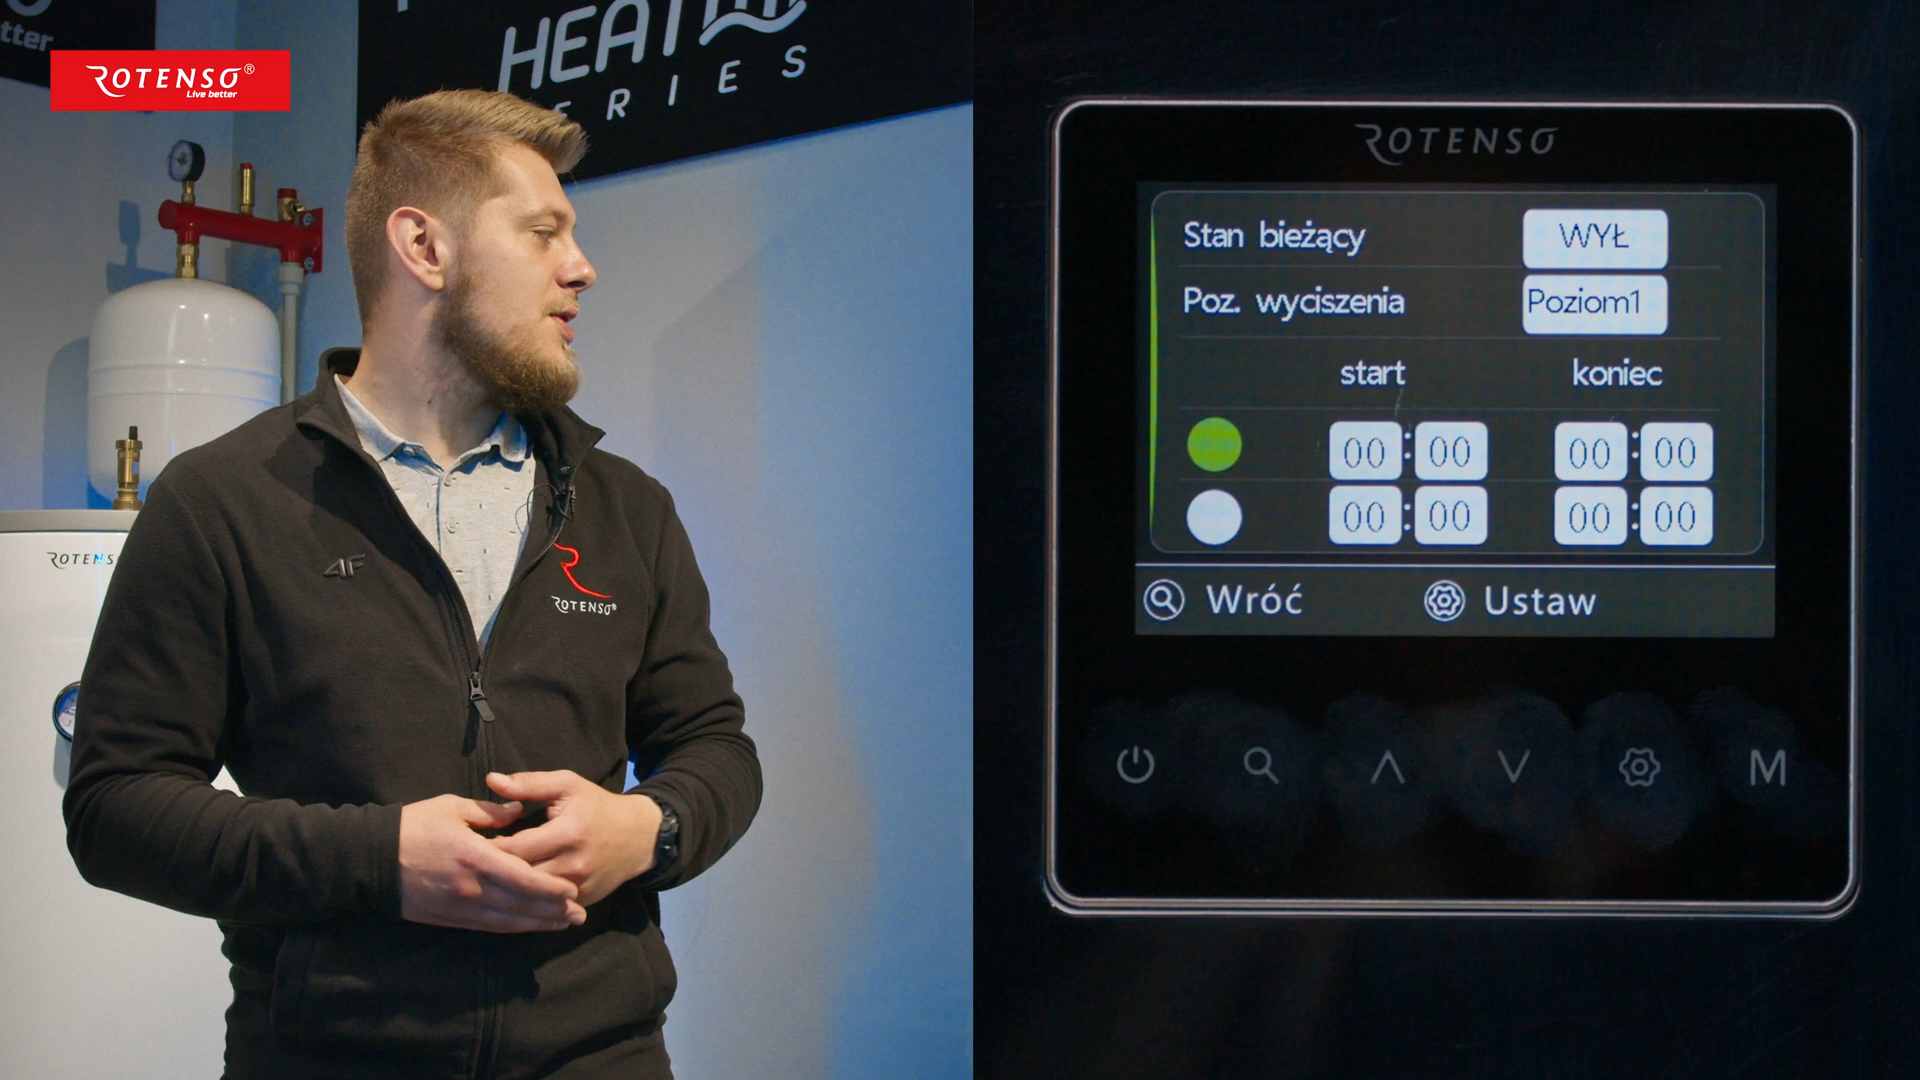 tter
ROTENSO®
Live better
HEAT
SERIES
ROTENSO
4F
ROTENSO®
ROTENSO
Stan bieżący WYŁ
Poz. wyciszenia Poziom1
start koniec
00:00 00:00
00:00 00:00
Wróć Ustaw
M